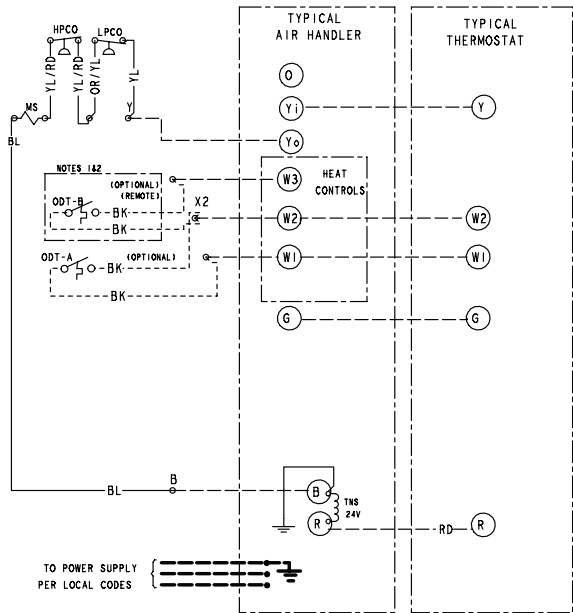 TYPICAL
AIR HANDLER
TYPICAL
THERMOSTAT
HPCO
LPCO
YL/RD
YL/RD
OR/YL
YL
MS
Y
BL
O
Yi
Y
Yo
NOTES 1&2
(OPTIONAL)
(REMOTE)
ODT-B
BK
BK
X2
W3
HEAT
CONTROLS
W2
W2
ODT-A
(OPTIONAL)
BK
BK
W1
W1
G
G
B
BL
B
TNS
24V
R
RD
R
TO POWER SUPPLY
PER LOCAL CODES